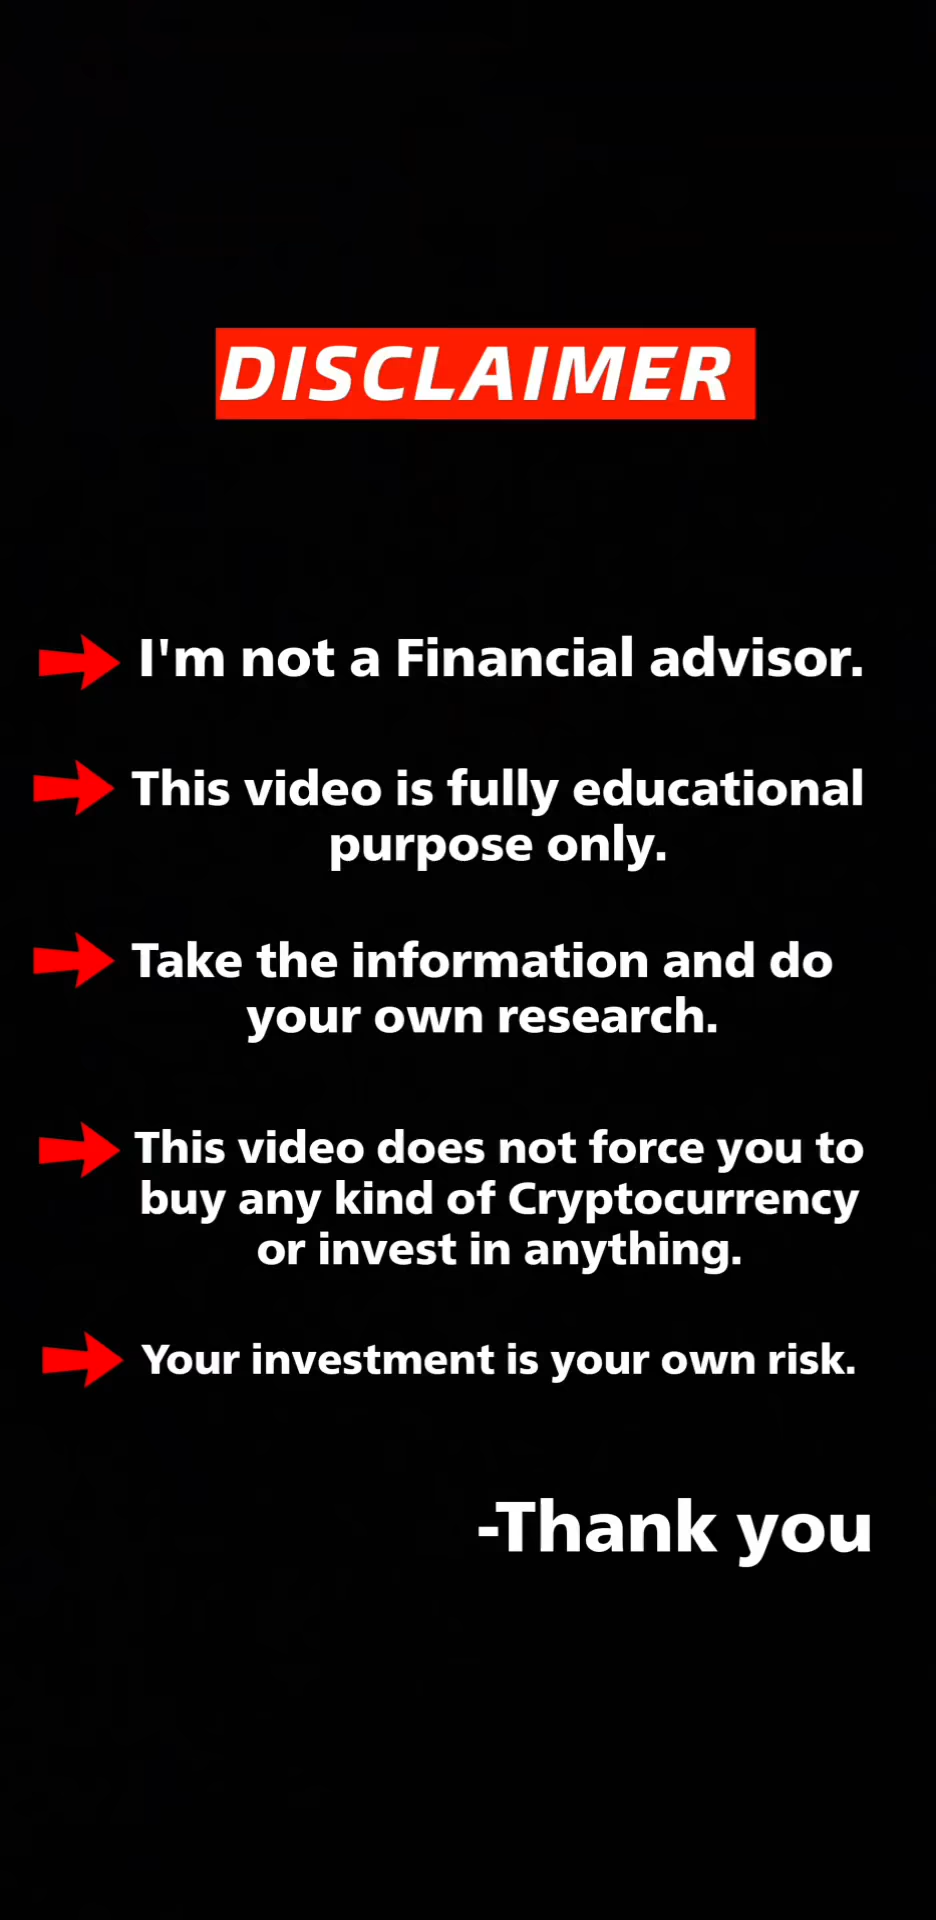 DISCLAIMER
I'm not a Financial advisor.
This video is fully educational
purpose only.
Take the information and do
your own research.
This video does not force you to
buy any kind of Cryptocurrency
or invest in anything.
Your investment is your own risk.
-Thank you